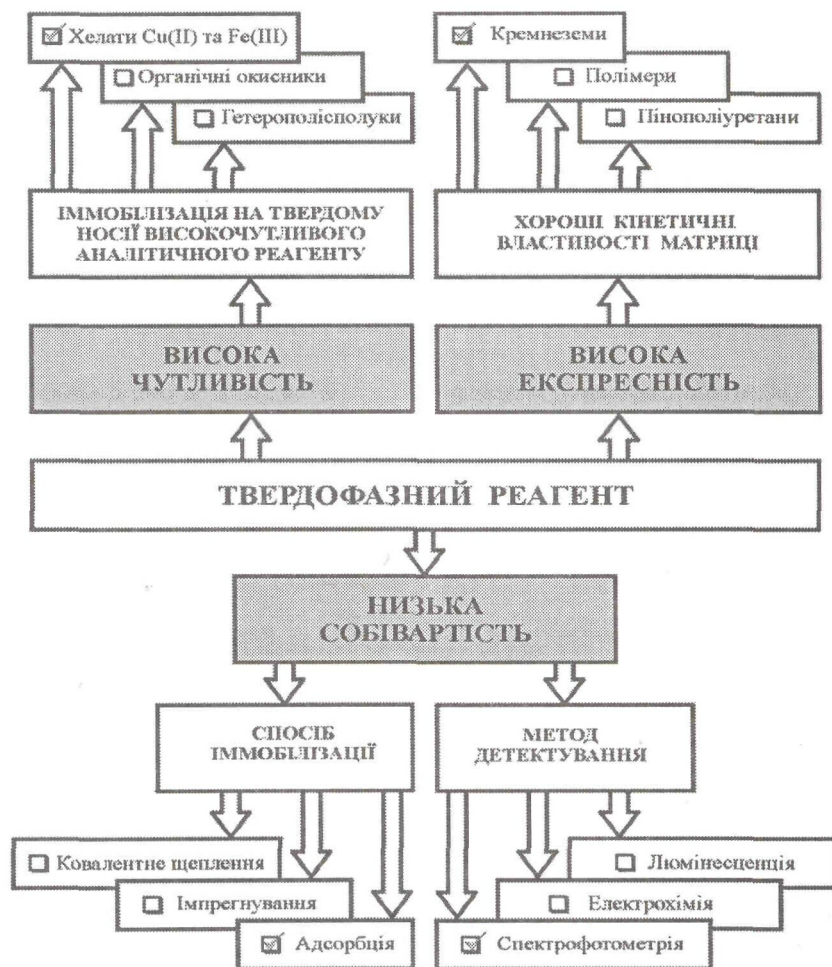 ☑ Хелати Cu(II) та Fe(III)
☐ Органічні окисники
☐ Гетерополісполуки
☑ Кремнеземи
☐ Полімери
☐ Пінополіуретани
ІММОБІЛІЗАЦІЯ НА ТВЕРДОМУ
НОСІЇ ВИСОКОЧУТЛИВОГО
АНАЛІТИЧНОГО РЕАГЕНТУ
ХОРОШІ КІНЕТИЧНІ
ВЛАСТИВОСТІ МАТРИЦІ
ВИСОКА
ЧУТЛИВІСТЬ
ВИСОКА
ЕКСПРЕСНІСТЬ
ТВЕРДОФАЗНИЙ РЕАГЕНТ
НИЗЬКА
СОБІВАРТІСТЬ
СПОСІБ
ІММОБІЛІЗАЦІЇ
МЕТОД
ДЕТЕКТУВАННЯ
☐ Ковалентне щеплення
☐ Імпрегнування
☑ Адсорбція
☐ Люмінесценція
☐ Електрохімія
☑ Спектрофотометрія